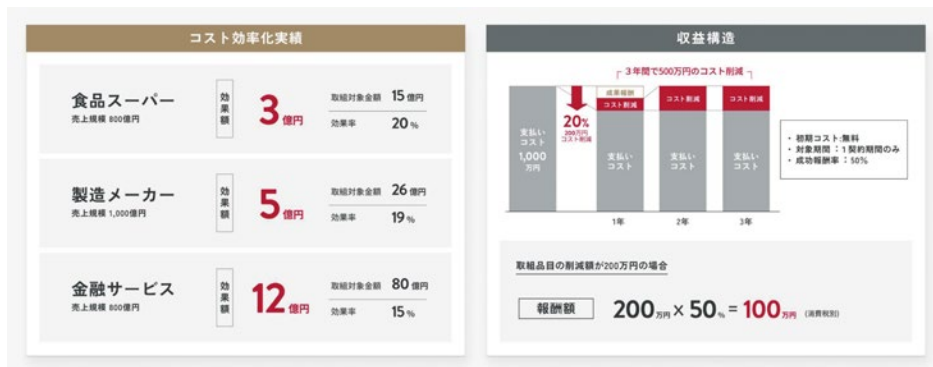 コスト効率化実績
食品スーパー
売上規模 800億円
効果額
3億円
取組対象金額 15億円
効果率 20%
製造メーカー
売上規模 1,000億円
効果額
5億円
取組対象金額 26億円
効果率 19%
金融サービス
売上規模 800億円
効果額
12億円
取組対象金額 80億円
効果率 15%
収益構造
3年間で500万円のコスト削減
支払い
コスト
1,000
万円
20%
200万円
コスト削減
成果報酬
コスト削減
支払い
コスト
1年
コスト削減
支払い
コスト
2年
コスト削減
支払い
コスト
3年
・初期コスト:無料
・対象期間:1契約期間のみ
・成功報酬率:50%
取組品目の削減額が200万円の場合
報酬額 200万円×50%=100万円 (消費税別)